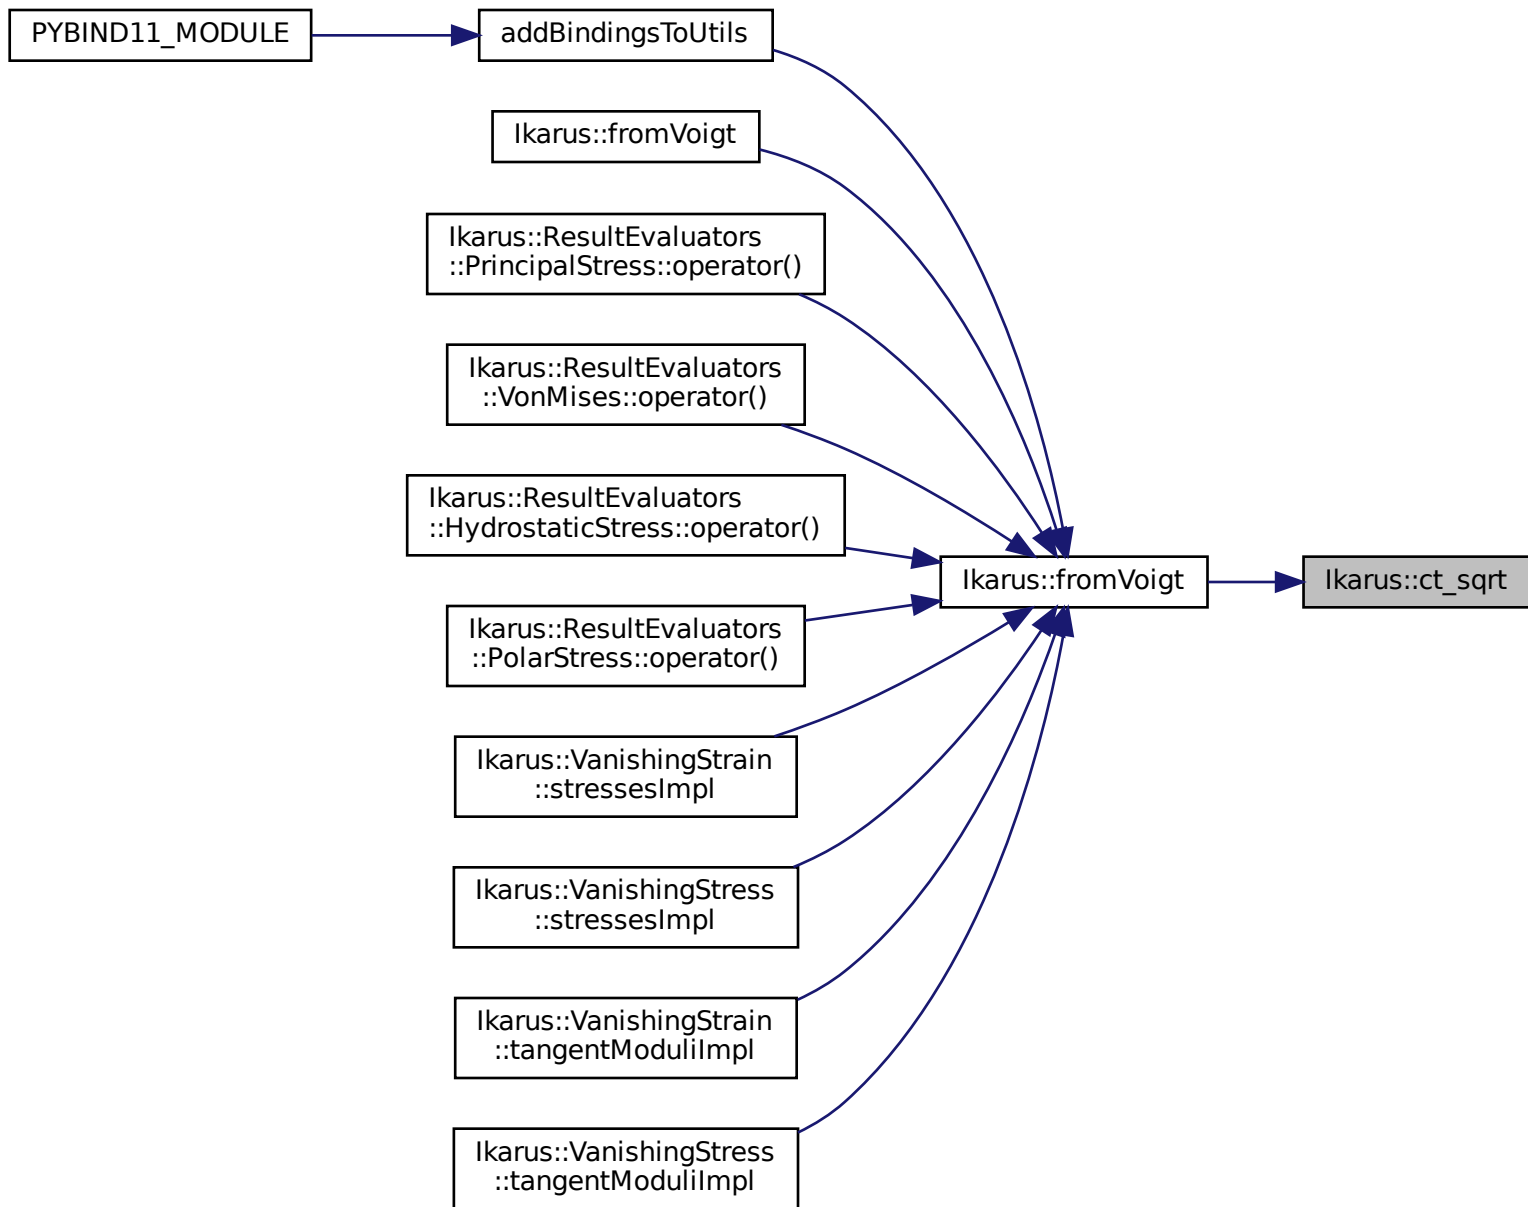 PYBIND11_MODULE
addBindingsToUtils
Ikarus::fromVoigt
Ikarus::ResultEvaluators
::PrincipalStress::operator()
Ikarus::ResultEvaluators
::VonMises::operator()
Ikarus::ResultEvaluators
::HydrostaticStress::operator()
Ikarus::fromVoigt
Ikarus::ct_sqrt
Ikarus::ResultEvaluators
::PolarStress::operator()
Ikarus::VanishingStrain
::stressesImpl
Ikarus::VanishingStress
::stressesImpl
Ikarus::VanishingStrain
::tangentModuliImpl
Ikarus::VanishingStress
::tangentModuliImpl